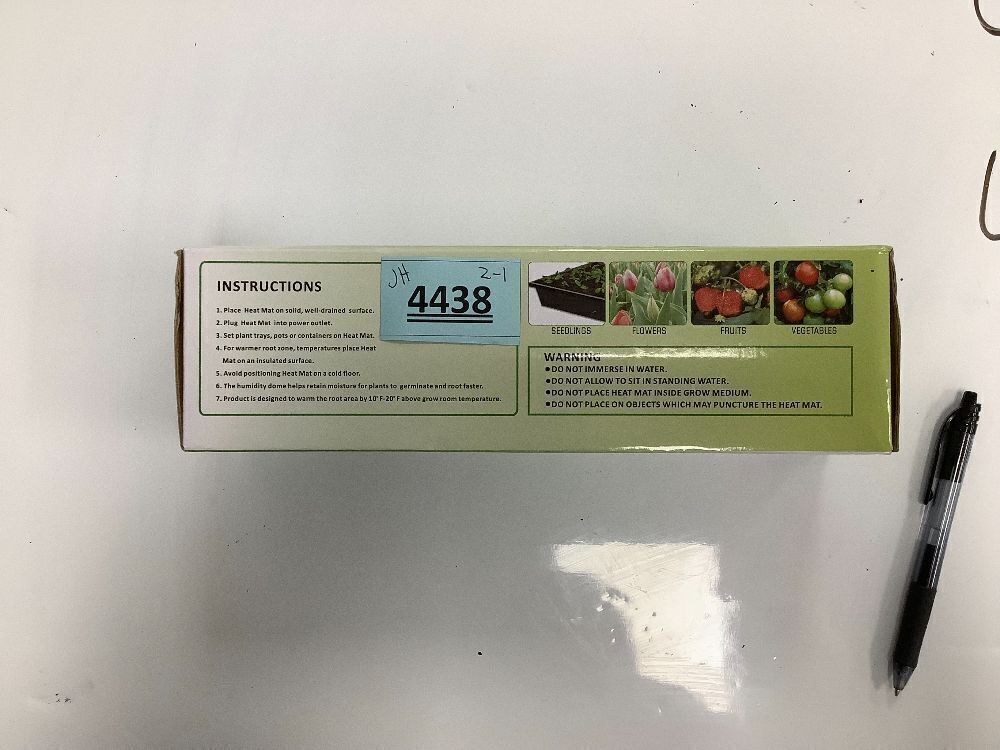 INSTRUCTIONS
1. Place Heat Mat on solid, well-drained surface.
2. Plug Heat Mat into power outlet.
3. Set plant trays, pots or containers on Heat Mat.
4. For warmer root zone, temperatures place Heat
Mat on an insulated surface.
5. Avoid positioning Heat Mat on a cold floor.
6. The humidity dome helps retain moisture for plants to germinate and root faster.
7. Product is designed to warm the root area by 10°F-20°F above grow room temperature.
JH 2-1
4438
SEEDLINGS FLOWERS FRUITS VEGETABLES
WARNING
●DO NOT IMMERSE IN WATER.
●DO NOT ALLOW TO SIT IN STANDING WATER.
●DO NOT PLACE HEAT MAT INSIDE GROW MEDIUM.
●DO NOT PLACE ON OBJECTS WHICH MAY PUNCTURE THE HEAT MAT.